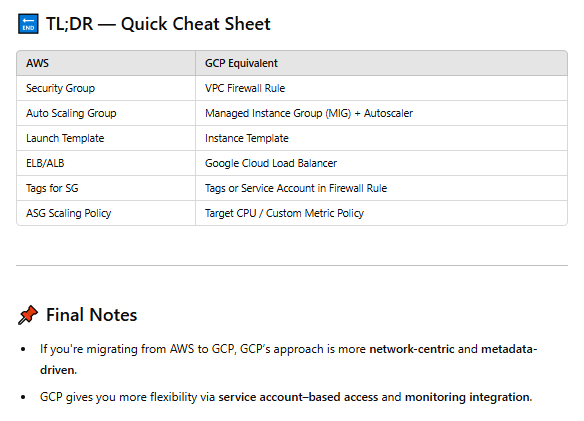 END
TL;DR — Quick Cheat Sheet
AWS GCP Equivalent
Security Group VPC Firewall Rule
Auto Scaling Group Managed Instance Group (MIG) + Autoscaler
Launch Template Instance Template
ELB/ALB Google Cloud Load Balancer
Tags for SG Tags or Service Account in Firewall Rule
ASG Scaling Policy Target CPU / Custom Metric Policy
Final Notes
• If you're migrating from AWS to GCP, GCP's approach is more network-centric and metadata-
driven.
• GCP gives you more flexibility via service account–based access and monitoring integration.